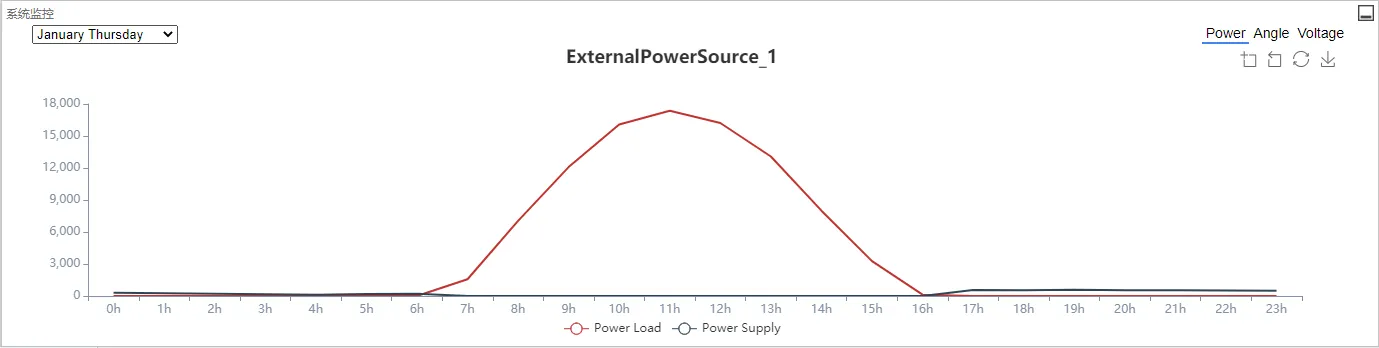 系统监控
January Thursday
Power Angle Voltage
ExternalPowerSource_1
18,000
15,000
12,000
9,000
6,000
3,000
0
0h 1h 2h 3h 4h 5h 6h 7h 8h 9h 10h 11h 12h 13h 14h 15h 16h 17h 18h 19h 20h 21h 22h 23h
Power Load Power Supply